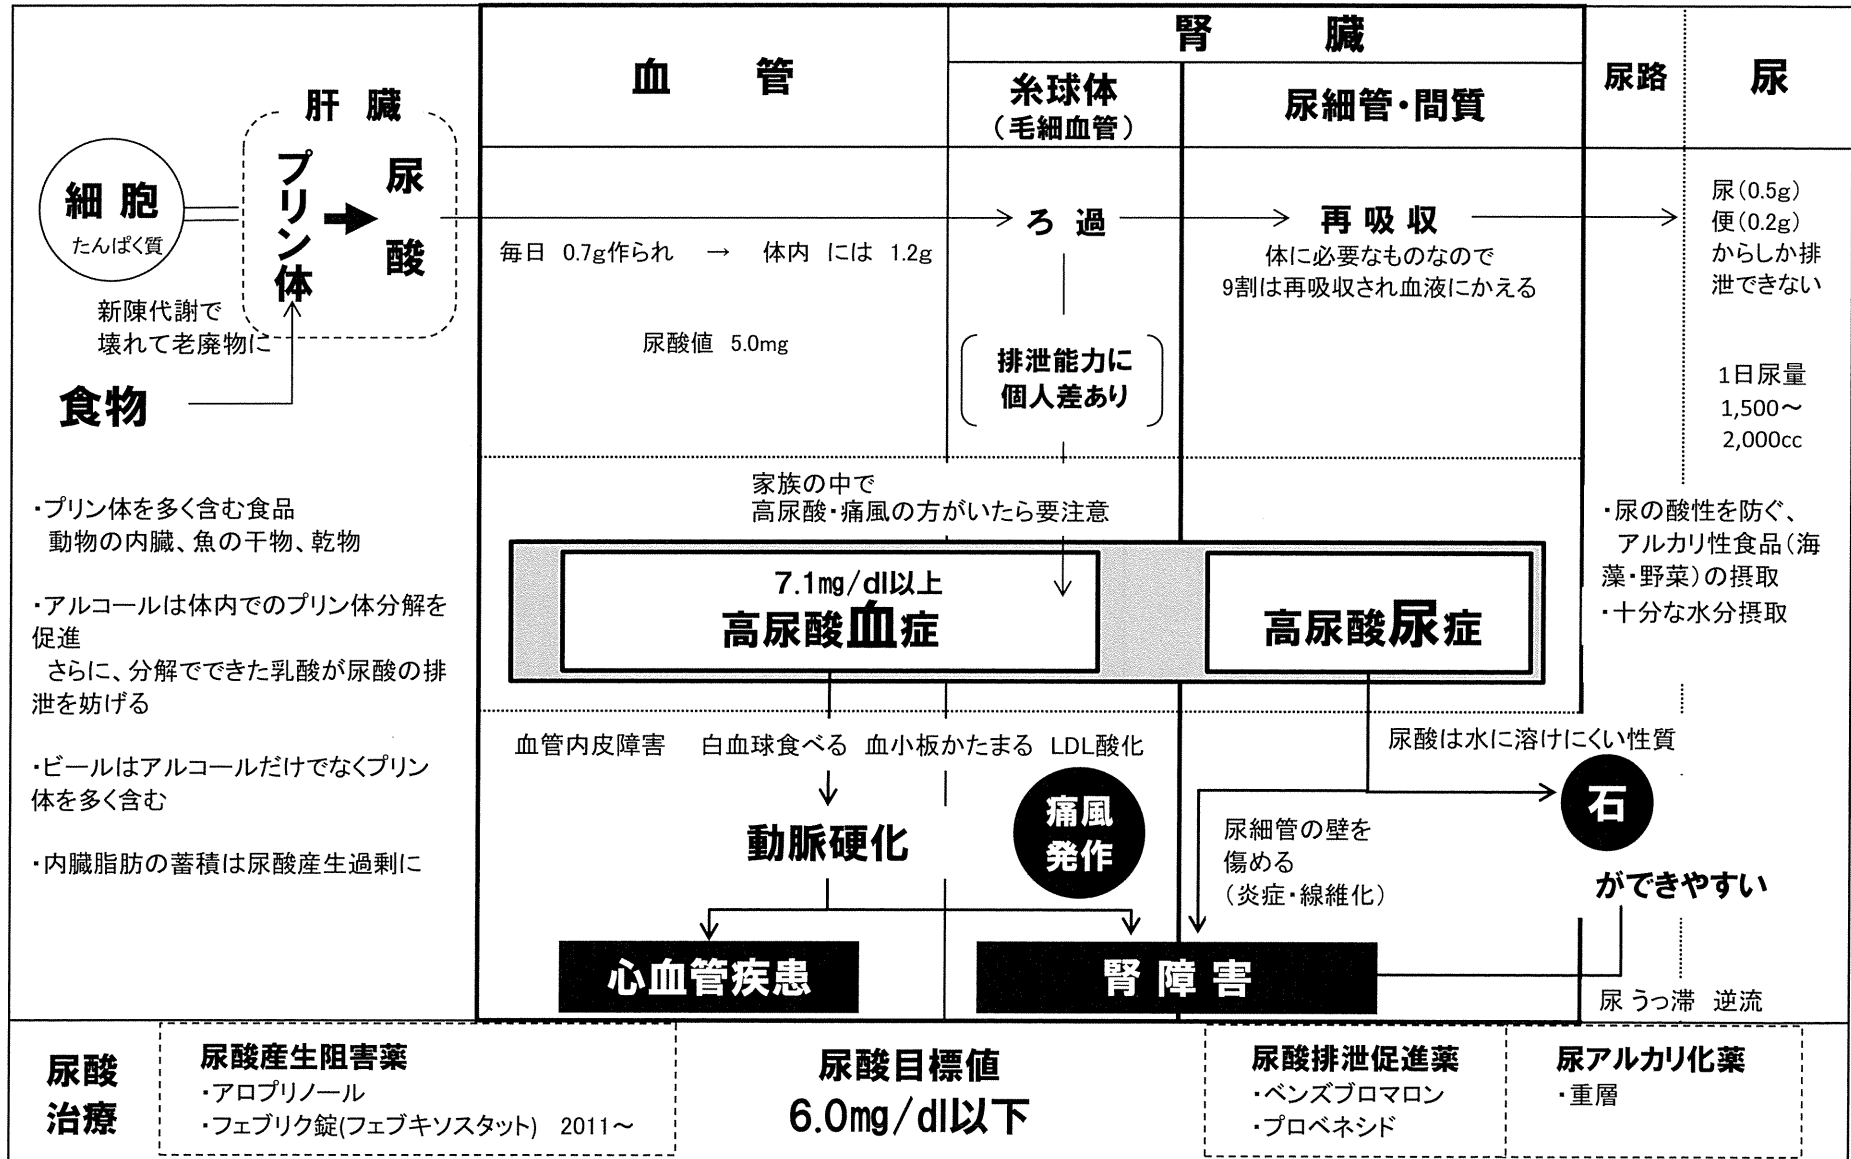 血管
腎臓
糸球体
(毛細血管)
尿細管・間質
尿路
尿
肝臓
細胞
たんぱく質
プリン体
尿酸
新陳代謝で
壊れて老廃物に
食物
毎日 0.7g作られ → 体内 には 1.2g
尿酸値 5.0mg
ろ過
排泄能力に
個人差あり
再吸収
体に必要なものなので
9割は再吸収され血液にかえる
尿(0.5g)
便(0.2g)
からしか排
泄できない
1日尿量
1,500～
2,000cc
・プリン体を多く含む食品
動物の内臓、魚の干物、乾物
・アルコールは体内でのプリン体分解を
促進
さらに、分解でできた乳酸が尿酸の排
泄を妨げる
・ビールはアルコールだけでなくプリン
体を多く含む
・内臓脂肪の蓄積は尿酸産生過剰に
家族の中で
高尿酸・痛風の方がいたら要注意
7.1㎎/dl以上
高尿酸血症
高尿酸尿症
・尿の酸性を防ぐ、
アルカリ性食品(海
藻・野菜)の摂取
・十分な水分摂取
血管内皮障害 白血球食べる 血小板かたまる LDL酸化
尿酸は水に溶けにくい性質
動脈硬化
痛風
発作
尿細管の壁を
傷める
(炎症・線維化)
石
ができやすい
心血管疾患
腎障害
尿 うっ滞 逆流
尿酸
治療
尿酸産生阻害薬
・アロプリノール
・フェブリク錠(フェブキソスタット) 2011～
尿酸目標値
6.0mg/dl以下
尿酸排泄促進薬
・ベンズブロマロン
・プロベネシド
尿アルカリ化薬
・重層